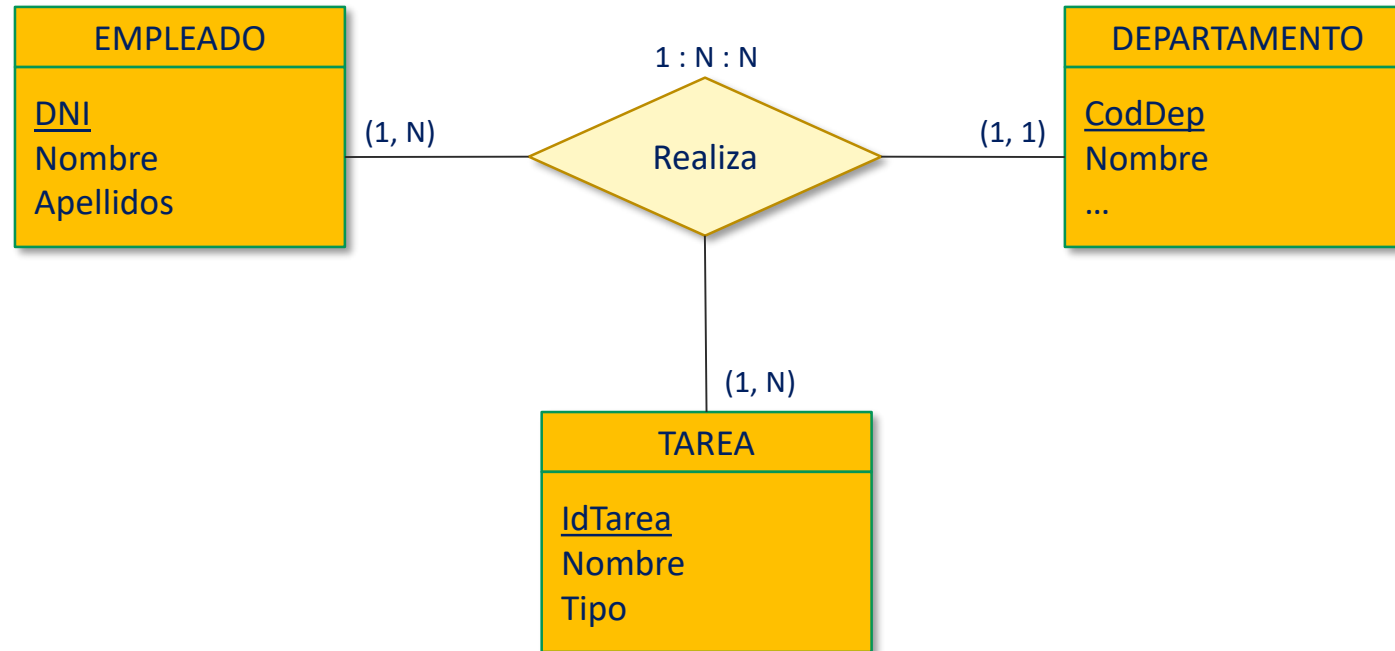 EMPLEADO
DNI
Nombre
Apellidos
(1, N)
1 : N : N
Realiza
(1, 1)
DEPARTAMENTO
CodDep
Nombre
...
(1, N)
TAREA
IdTarea
Nombre
Tipo